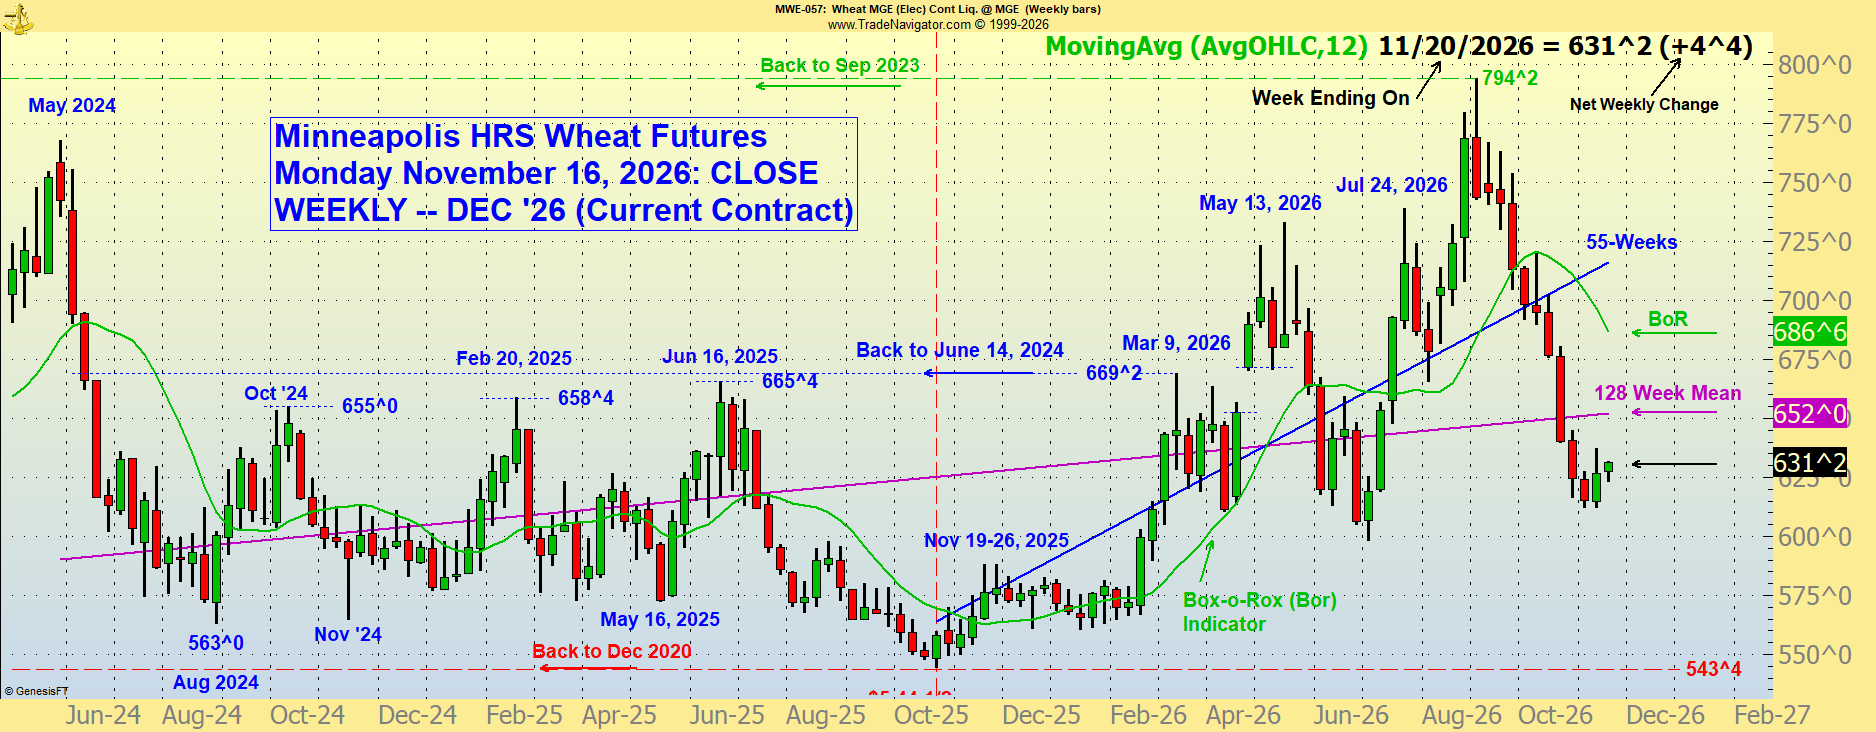 MWE-057: Wheat MGE (Elec) Cont Liq. @ MGE (Weekly bars)
www.TradeNavigator.com © 1999-2026
MovingAvg (AvgOHLC,12) 11/20/2026 = 631^2 (+4^4)
Back to Sep 2023
794^2
Week Ending On
Net Weekly Change
May 2024
Minneapolis HRS Wheat Futures
Monday November 16, 2026: CLOSE
WEEKLY -- DEC '26 (Current Contract)
Jul 24, 2026
May 13, 2026
55-Weeks
BoR
Mar 9, 2026
Back to June 14, 2024
669^2
Feb 20, 2025
Jun 16, 2025
665^4
Oct '24
655^0
658^4
128 Week Mean
Nov 19-26, 2025
Box-o-Rox (Bor)
Indicator
May 16, 2025
Nov '24
563^0
Back to Dec 2020
543^4
Aug 2024
© GenesisFT
800^0
775^0
750^0
725^0
700^0
686^6
675^0
652^0
631^2
625^0
600^0
575^0
550^0
Jun-24 Aug-24 Oct-24 Dec-24 Feb-25 Apr-25 Jun-25 Aug-25 Oct-25 Dec-25 Feb-26 Apr-26 Jun-26 Aug-26 Oct-26 Dec-26 Feb-27